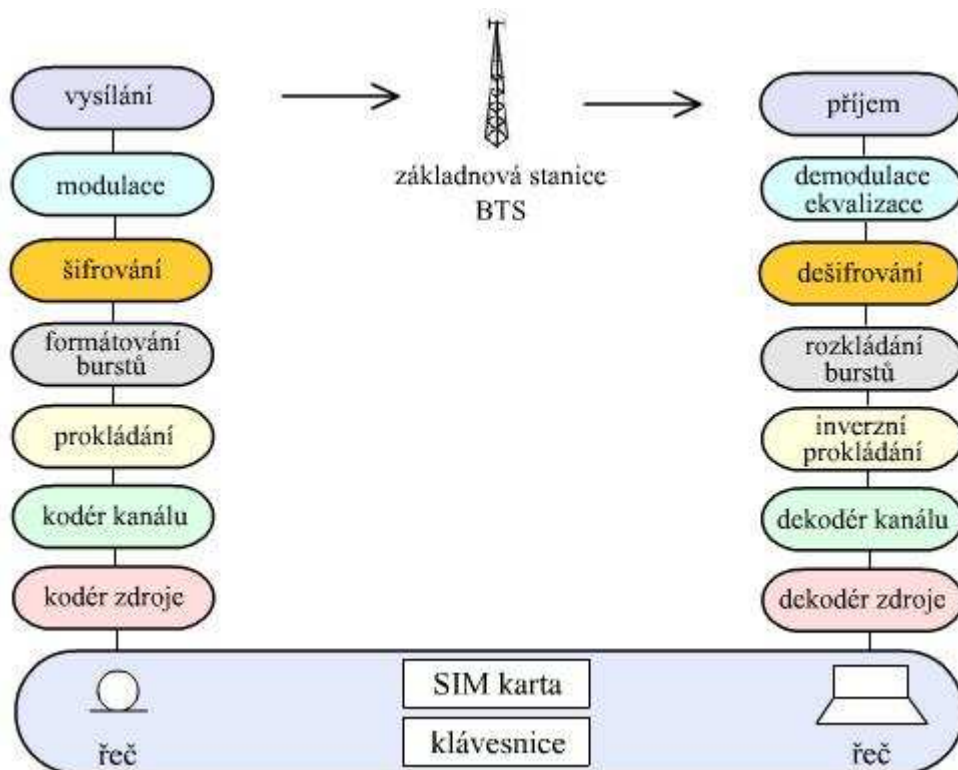 vysílání
modulace
šifrování
formátování
burstů
prokládání
kodér kanálu
kodér zdroje
řeč
základnová stanice
BTS
SIM karta
klávesnice
příjem
demodulace
ekvalizace
dešifrování
rozkládání
burstů
inverzní
prokládání
dekodér kanálu
dekodér zdroje
řeč